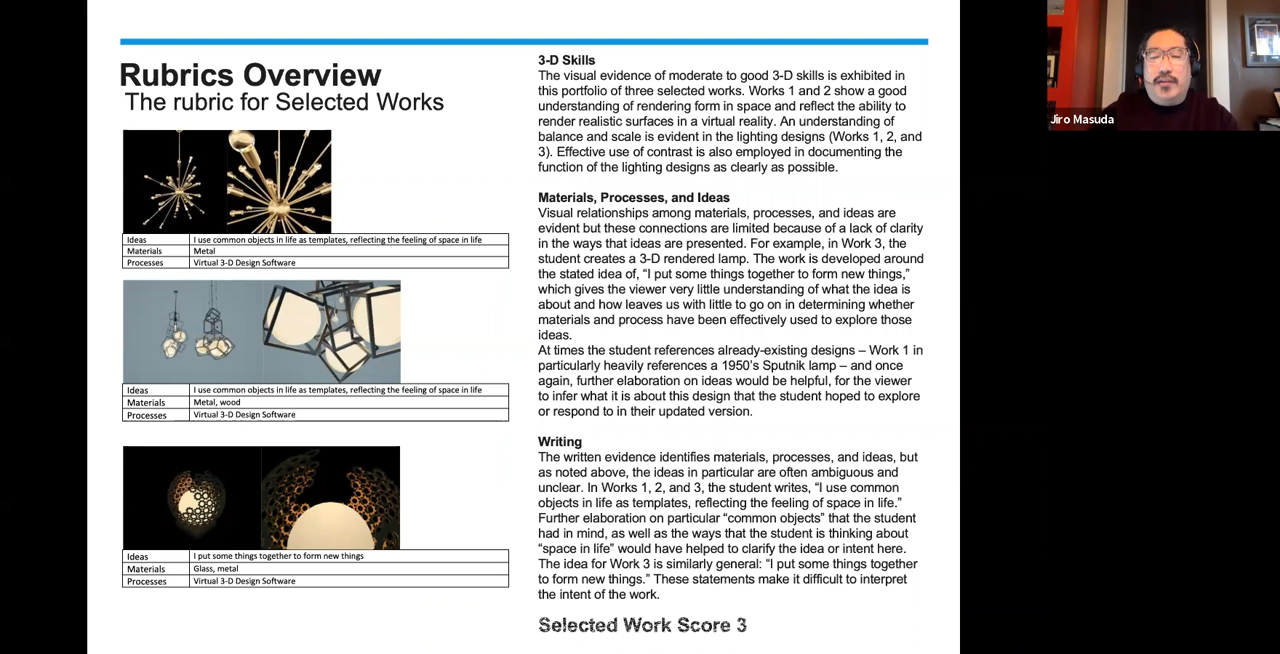 Rubrics Overview
The rubric for Selected Works
Ideas I use common objects in life as templates, reflecting the feeling of space in life
Materials Metal
Processes Virtual 3-D Design Software
Ideas I use common objects in life as templates, reflecting the feeling of space in life
Materials Metal, wood
Processes Virtual 3-D Design Software
Ideas I put some things together to form new things
Materials Glass, metal
Processes Virtual 3-D Design Software
3-D Skills
The visual evidence of moderate to good 3-D skills is exhibited in
this portfolio of three selected works. Works 1 and 2 show a good
understanding of rendering form in space and reflect the ability to
render realistic surfaces in a virtual reality. An understanding of
balance and scale is evident in the lighting designs (Works 1, 2, and
3). Effective use of contrast is also employed in documenting the
function of the lighting designs as clearly as possible.
Materials, Processes, and Ideas
Visual relationships among materials, processes, and ideas are
evident but these connections are limited because of a lack of clarity
in the ways that ideas are presented. For example, in Work 3, the
student creates a 3-D rendered lamp. The work is developed around
the stated idea of, “I put some things together to form new things,”
which gives the viewer very little understanding of what the idea is
about and how leaves us with little to go on in determining whether
materials and process have been effectively used to explore those
ideas.
At times the student references already-existing designs – Work 1 in
particularly heavily references a 1950’s Sputnik lamp – and once
again, further elaboration on ideas would be helpful, for the viewer
to infer what it is about this design that the student hoped to explore
or respond to in their updated version.
Writing
The written evidence identifies materials, processes, and ideas, but
as noted above, the ideas in particular are often ambiguous and
unclear. In Works 1, 2, and 3, the student writes, “I use common
objects in life as templates, reflecting the feeling of space in life.”
Further elaboration on particular “common objects” that the student
had in mind, as well as the ways that the student is thinking about
“space in life” would have helped to clarify the idea or intent here.
The idea for Work 3 is similarly general: “I put some things together
to form new things.” These statements make it difficult to interpret
the intent of the work.
Selected Work Score 3
Jiro Masuda